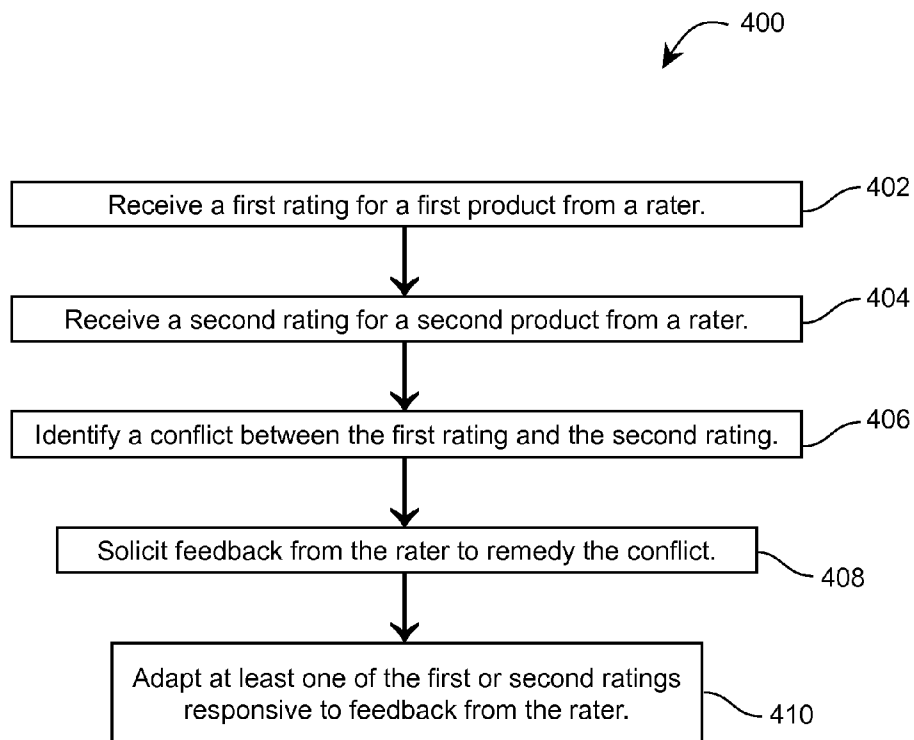 400
Receive a first rating for a first product from a rater.
402
Receive a second rating for a second product from a rater.
404
Identify a conflict between the first rating and the second rating.
406
Solicit feedback from the rater to remedy the conflict.
408
Adapt at least one of the first or second ratings
responsive to feedback from the rater.
410